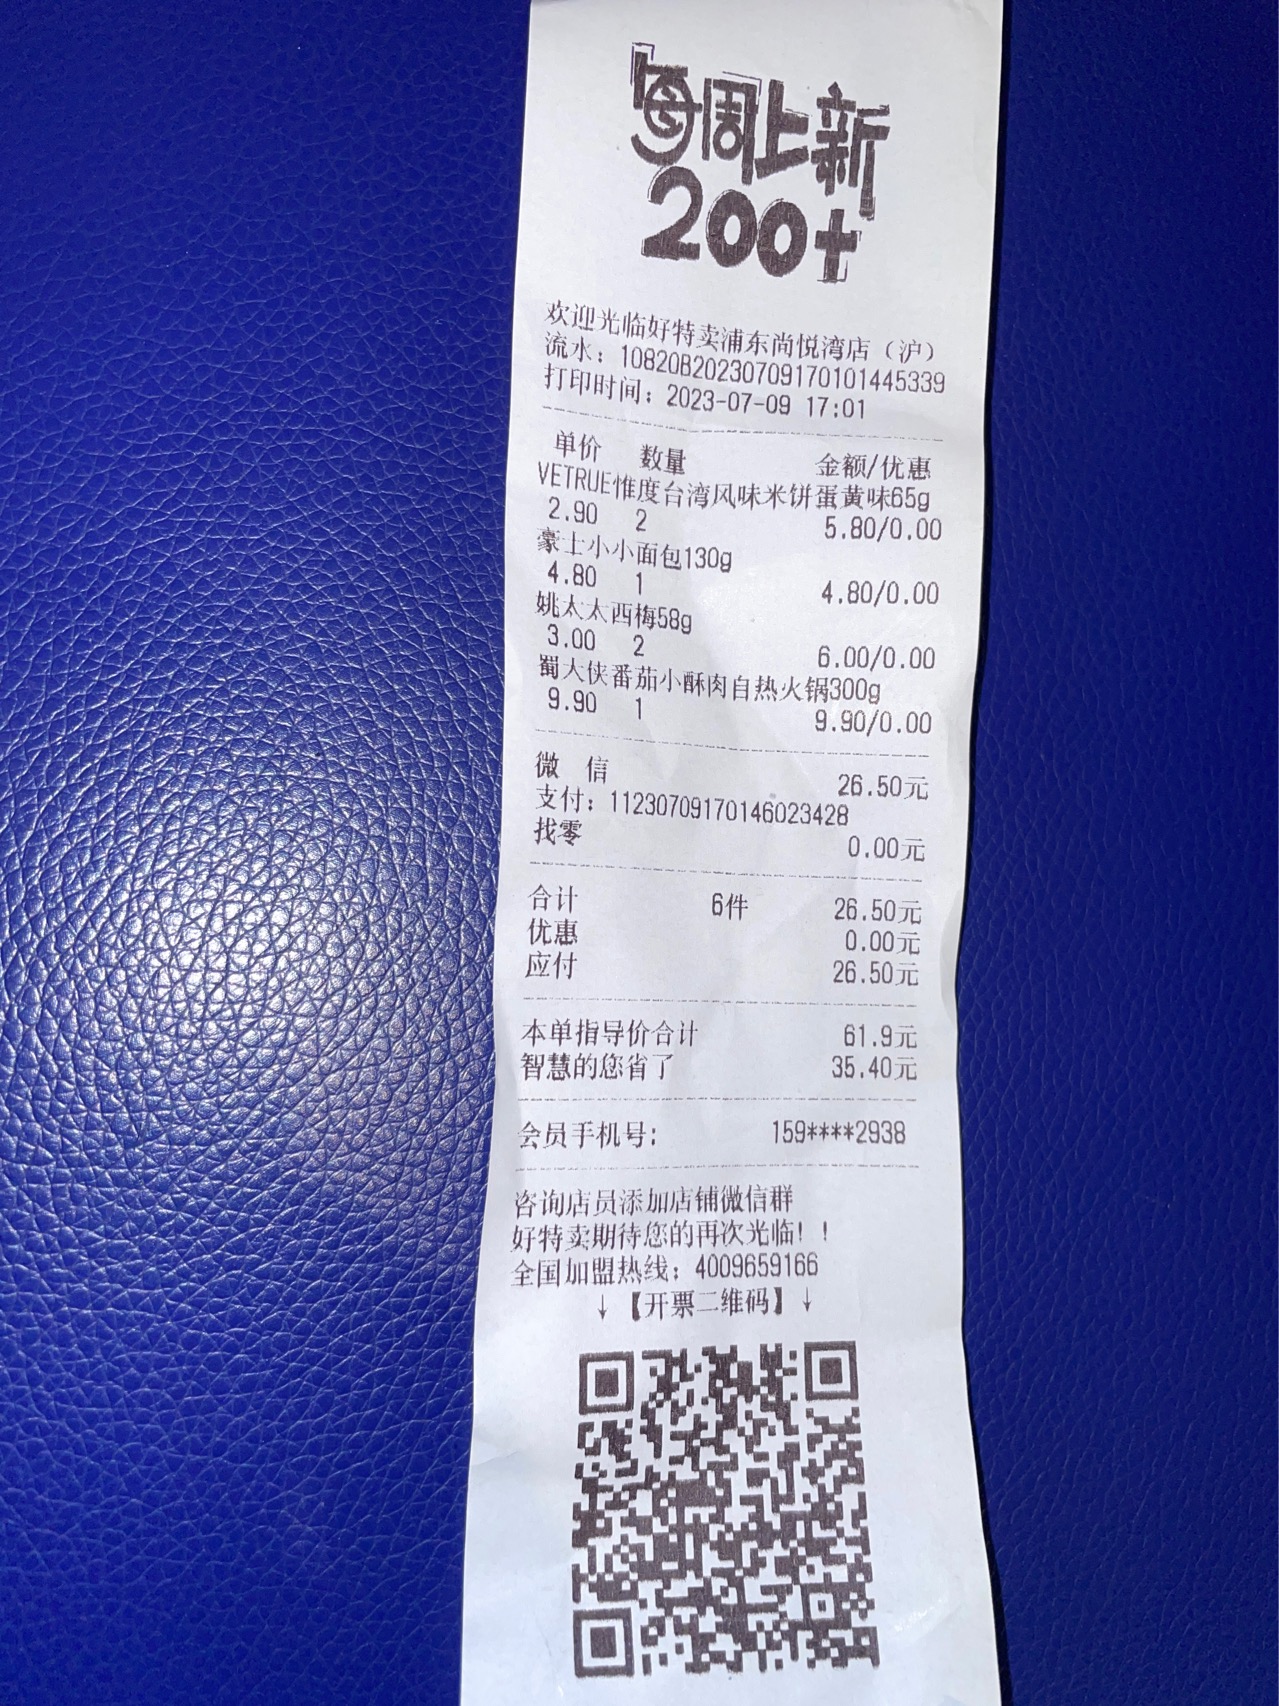 每周上新
200+
欢迎光临好特卖浦东尚悦湾店（沪）
流水：10820B20230709170101445339
打印时间：2023-07-09 17:01
单价 数量 金额/优惠
VETRUE惟度台湾风味米饼蛋黄味65g
2.90 2 5.80/0.00
豪士小小面包130g
4.80 1 4.80/0.00
姚太太西梅58g
3.00 2 6.00/0.00
蜀大侠番茄小酥肉自热火锅300g
9.90 1 9.90/0.00
微 信 26.50元
支付：11230709170146023428
找零 0.00元
合计 6件 26.50元
优惠 0.00元
应付 26.50元
本单指导价合计 61.9元
智慧的您省了 35.40元
会员手机号： 159****2938
咨询店员添加店铺微信群
好特卖期待您的再次光临！！
全国加盟热线：4009659166
↓【开票二维码】↓